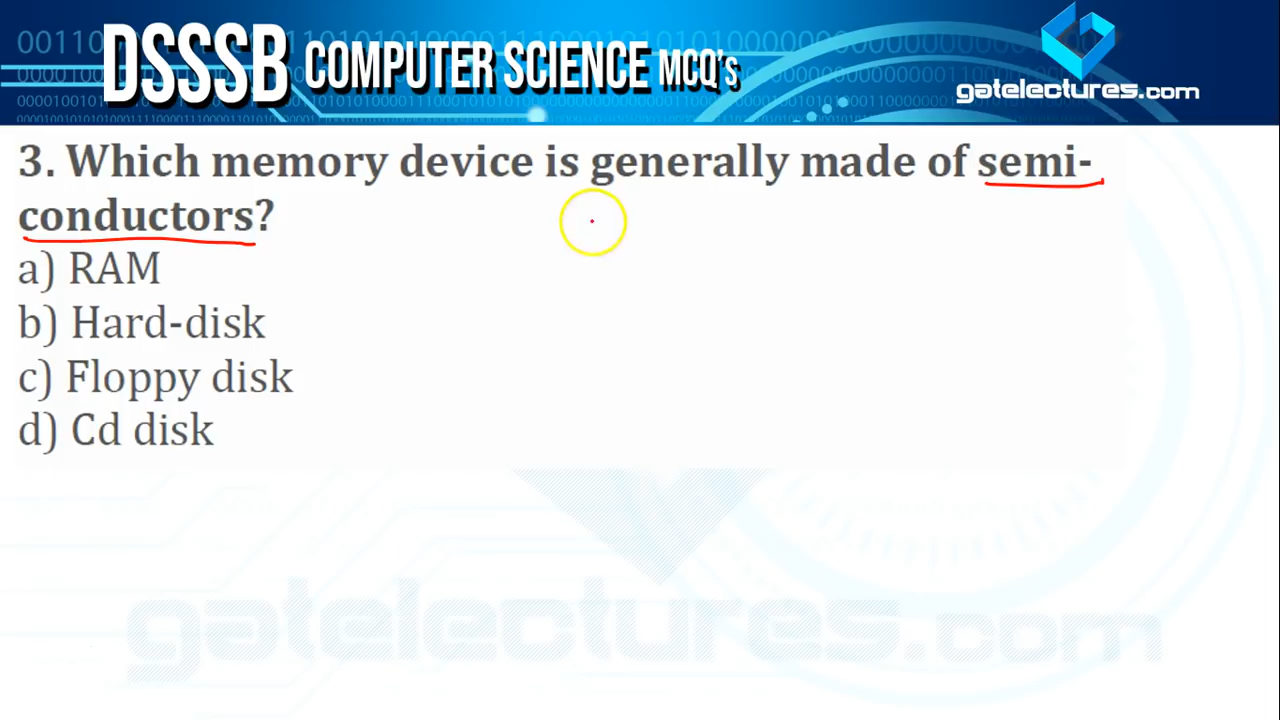 DSSSB COMPUTER SCIENCE MCQ's
gatelectures.com
3. Which memory device is generally made of semi-
conductors?
a) RAM
b) Hard-disk
c) Floppy disk
d) Cd disk
gatelectures.com